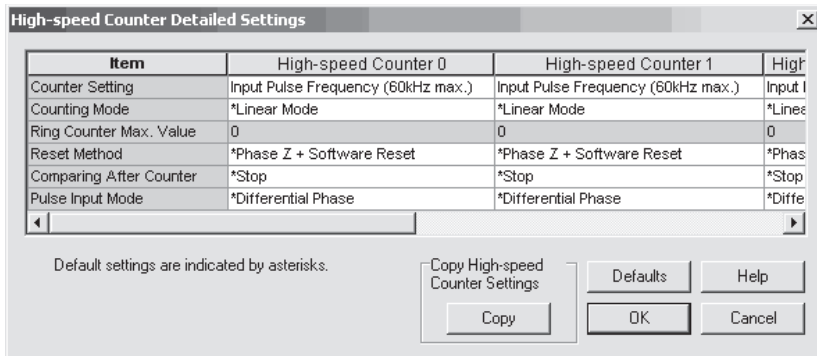 High-speed Counter Detailed Settings
Item High-speed Counter 0 High-speed Counter 1 High
Counter Setting Input Pulse Frequency (60kHz max.) Input Pulse Frequency (60kHz max.) Input
Counting Mode *Linear Mode *Linear Mode *Linea
Ring Counter Max. Value 0 0 0
Reset Method *Phase Z + Software Reset *Phase Z + Software Reset *Phas
Comparing After Counter *Stop *Stop *Stop
Pulse Input Mode *Differential Phase *Differential Phase *Diffe
Default settings are indicated by asterisks.
Copy High-speed
Counter Settings
Copy
Defaults
Help
OK
Cancel